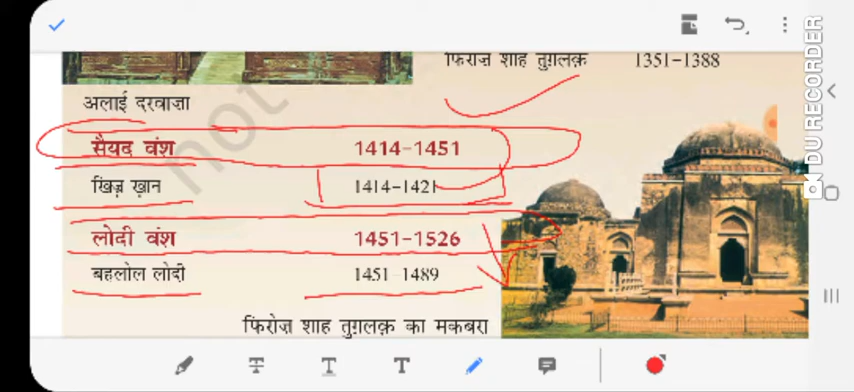 फ़िरोज़ शाह तुग़लक़ 1351–1388
अलाई दरवाज़ा
सैयद वंश 1414–1451
ख़िज़्र ख़ान 1414–1421
लोदी वंश 1451–1526
बहलोल लोदी 1451–1489
फ़िरोज़ शाह तुग़लक़ का मकबरा
not
DU RECORDER